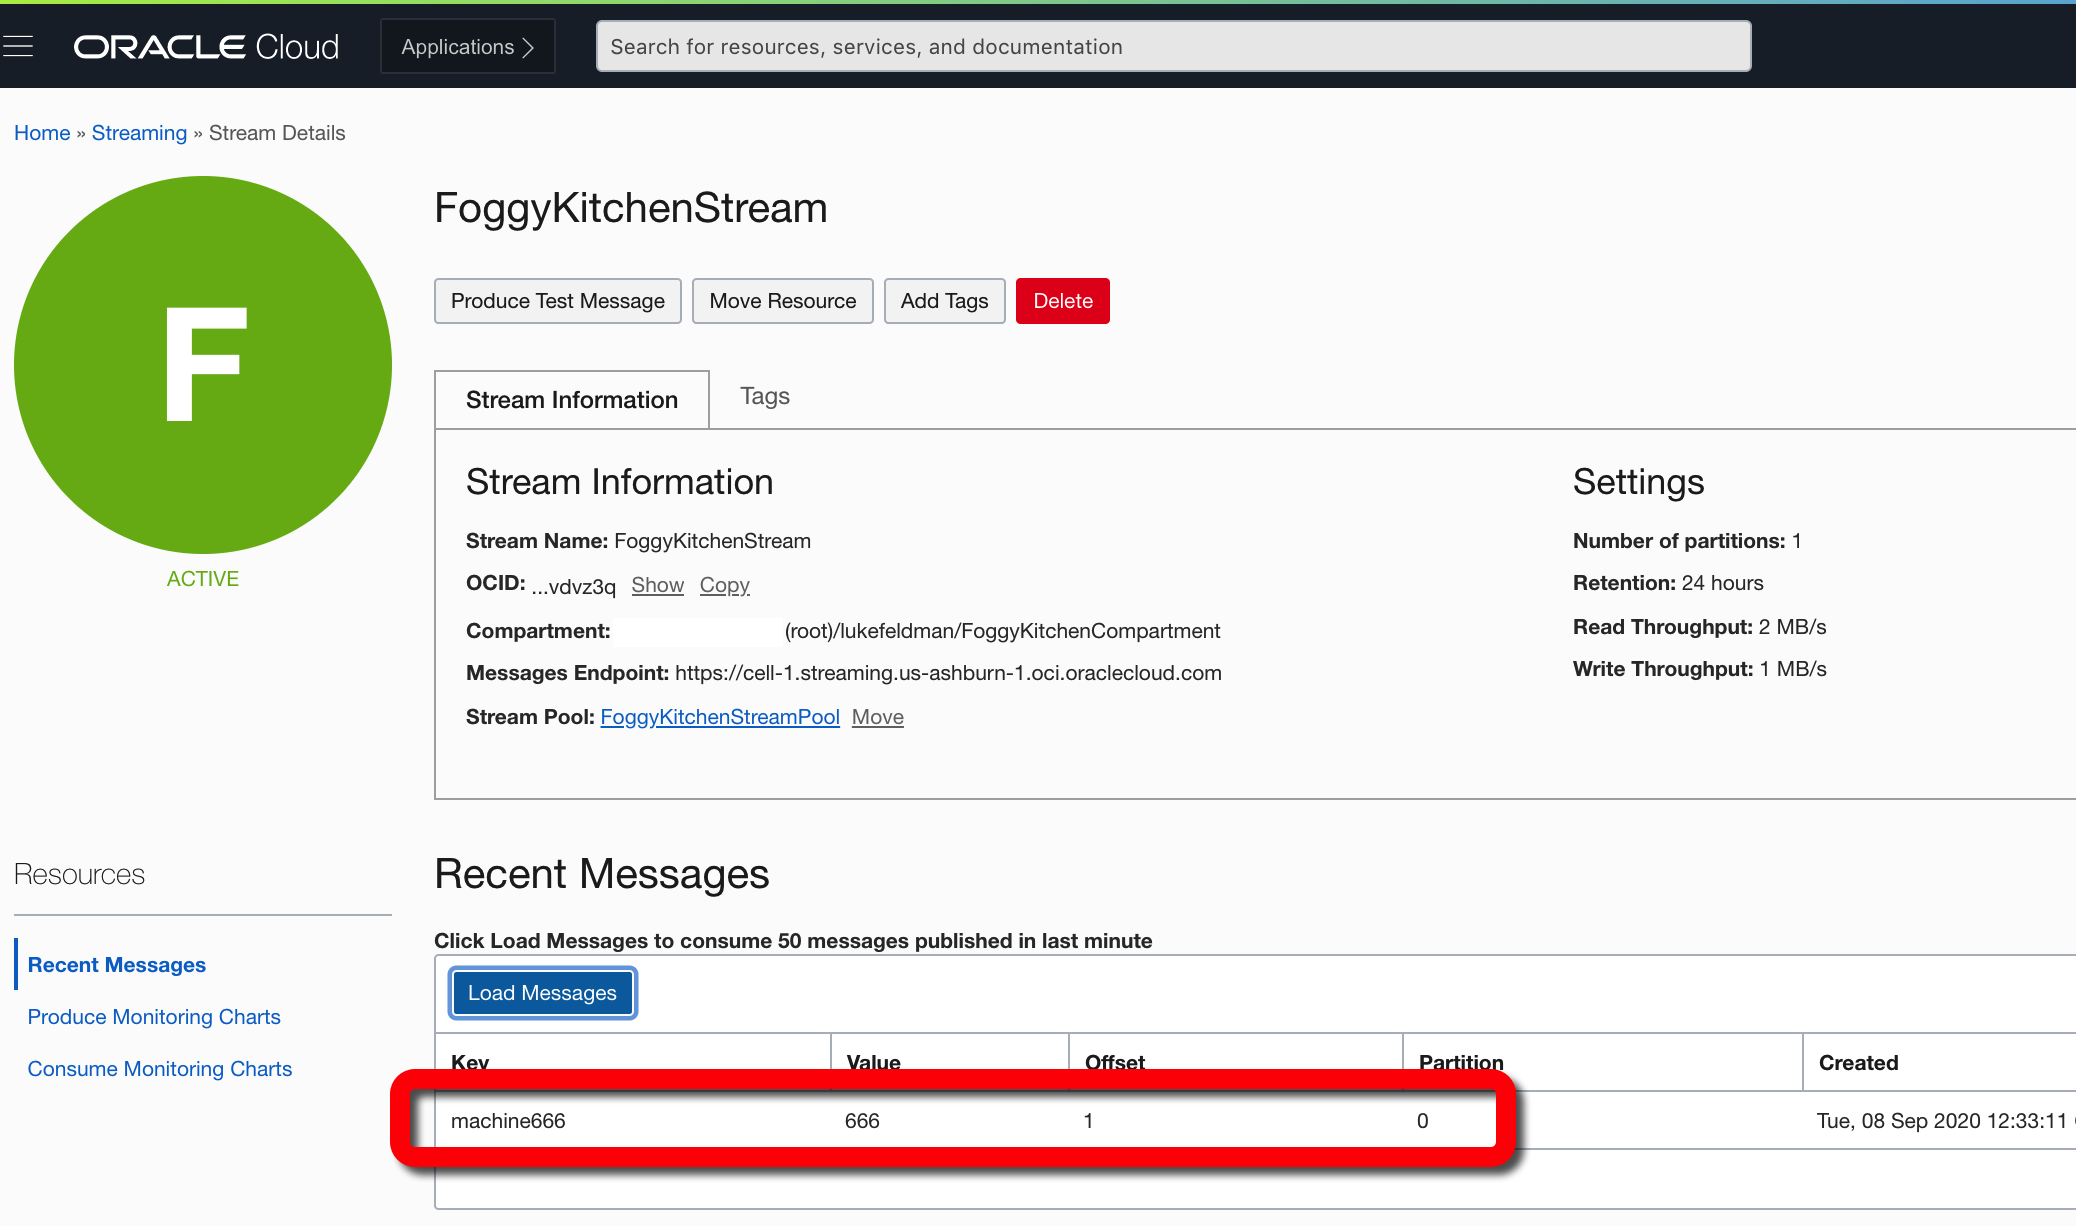 ORACLE Cloud
Applications
Search for resources, services, and documentation
Home » Streaming » Stream Details
F
ACTIVE
FoggyKitchenStream
Produce Test Message
Move Resource
Add Tags
Delete
Stream Information
Tags
Stream Information
Stream Name: FoggyKitchenStream
OCID: ...vdvz3q Show Copy
Compartment: (root)/lukefeldman/FoggyKitchenCompartment
Messages Endpoint: https://cell-1.streaming.us-ashburn-1.oci.oraclecloud.com
Stream Pool: FoggyKitchenStreamPool Move
Settings
Number of partitions: 1
Retention: 24 hours
Read Throughput: 2 MB/s
Write Throughput: 1 MB/s
Resources
Recent Messages
Produce Monitoring Charts
Consume Monitoring Charts
Recent Messages
Click Load Messages to consume 50 messages published in last minute
Load Messages
Key Value Offset Partition Created
machine666 666 1 0 Tue, 08 Sep 2020 12:33:11